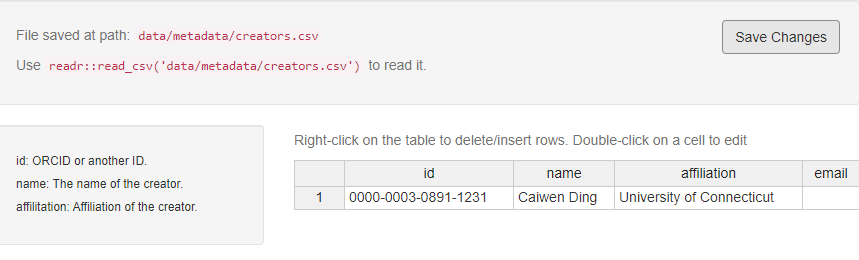 File saved at path: data/metadata/creators.csv
Save Changes
Use readr::read_csv('data/metadata/creators.csv') to read it.
id: ORCID or another ID.
name: The name of the creator.
affilitation: Affiliation of the creator.
Right-click on the table to delete/insert rows. Double-click on a cell to edit
id name affiliation email
1 0000-0003-0891-1231 Caiwen Ding University of Connecticut